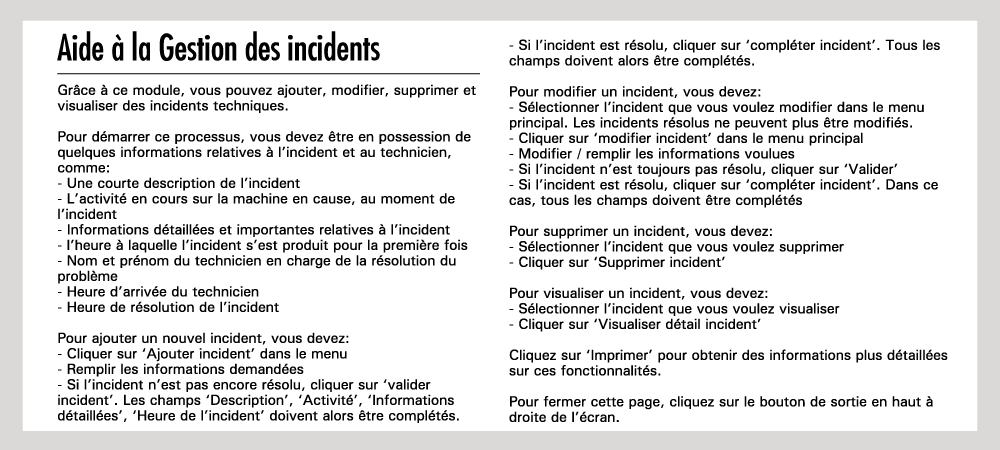 Aide à la Gestion des incidents
Grâce à ce module, vous pouvez ajouter, modifier, supprimer et
visualiser des incidents techniques.
Pour démarrer ce processus, vous devez être en possession de
quelques informations relatives à l’incident et au technicien,
comme:
- Une courte description de l’incident
- L’activité en cours sur la machine en cause, au moment de
l’incident
- Informations détaillées et importantes relatives à l’incident
- l’heure à laquelle l’incident s’est produit pour la première fois
- Nom et prénom du technicien en charge de la résolution du
problème
- Heure d’arrivée du technicien
- Heure de résolution de l’incident
Pour ajouter un nouvel incident, vous devez:
- Cliquer sur ‘Ajouter incident’ dans le menu
- Remplir les informations demandées
- Si l’incident n’est pas encore résolu, cliquer sur ‘valider
incident’. Les champs ‘Description’, ‘Activité’, ‘Informations
détaillées’, ‘Heure de l’incident’ doivent alors être complétés.
- Si l’incident est résolu, cliquer sur ‘compléter incident’. Tous les
champs doivent alors être complétés.
Pour modifier un incident, vous devez:
- Sélectionner l’incident que vous voulez modifier dans le menu
principal. Les incidents résolus ne peuvent plus être modifiés.
- Cliquer sur ‘modifier incident’ dans le menu principal
- Modifier / remplir les informations voulues
- Si l’incident n’est toujours pas résolu, cliquer sur ‘Valider’
- Si l’incident est résolu, cliquer sur ‘compléter incident’. Dans ce
cas, tous les champs doivent être complétés
Pour supprimer un incident, vous devez:
- Sélectionner l’incident que vous voulez supprimer
- Cliquer sur ‘Supprimer incident’
Pour visualiser un incident, vous devez:
- Sélectionner l’incident que vous voulez visualiser
- Cliquer sur ‘Visualiser détail incident’
Cliquez sur ‘Imprimer’ pour obtenir des informations plus détaillées
sur ces fonctionnalités.
Pour fermer cette page, cliquez sur le bouton de sortie en haut à
droite de l’écran.